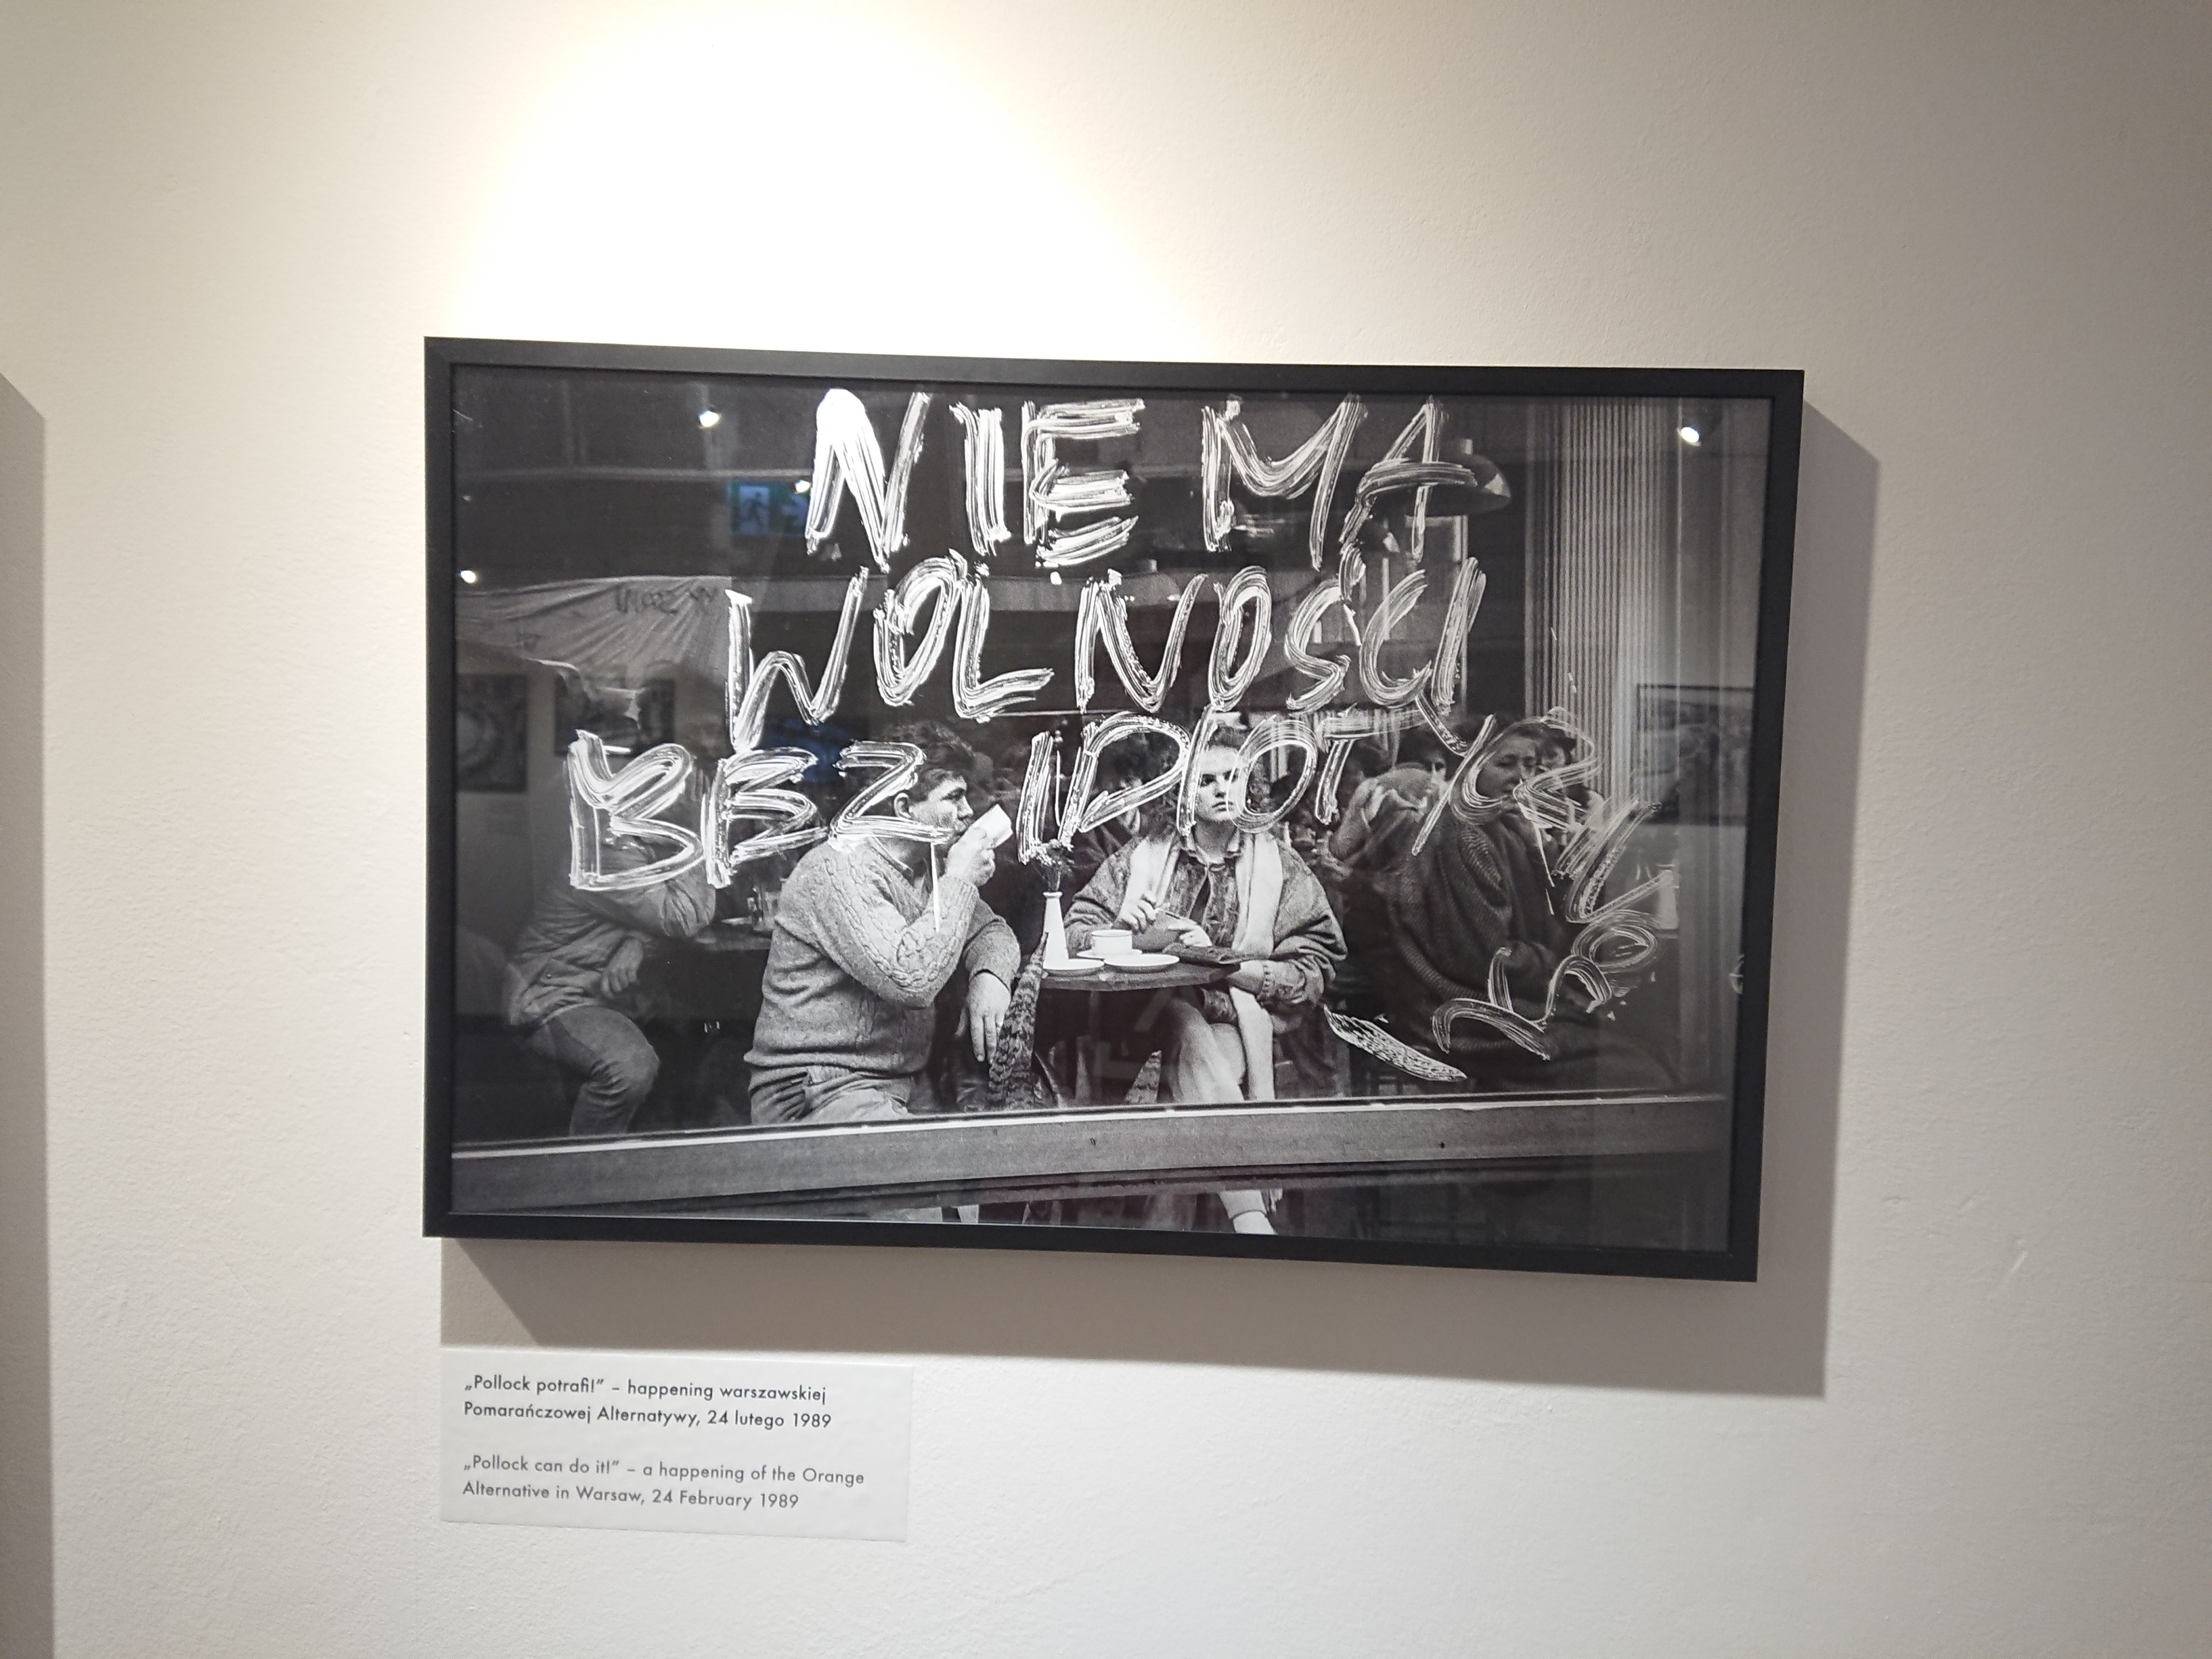 NIE MA
WOLNOŚCI
BEZ IDIOTYCZNOŚCI
„Pollock potrafi!” – happening warszawskiej
Pomarańczowej Alternatywy, 24 lutego 1989
„Pollock can do it!” – a happening of the Orange
Alternative in Warsaw, 24 February 1989